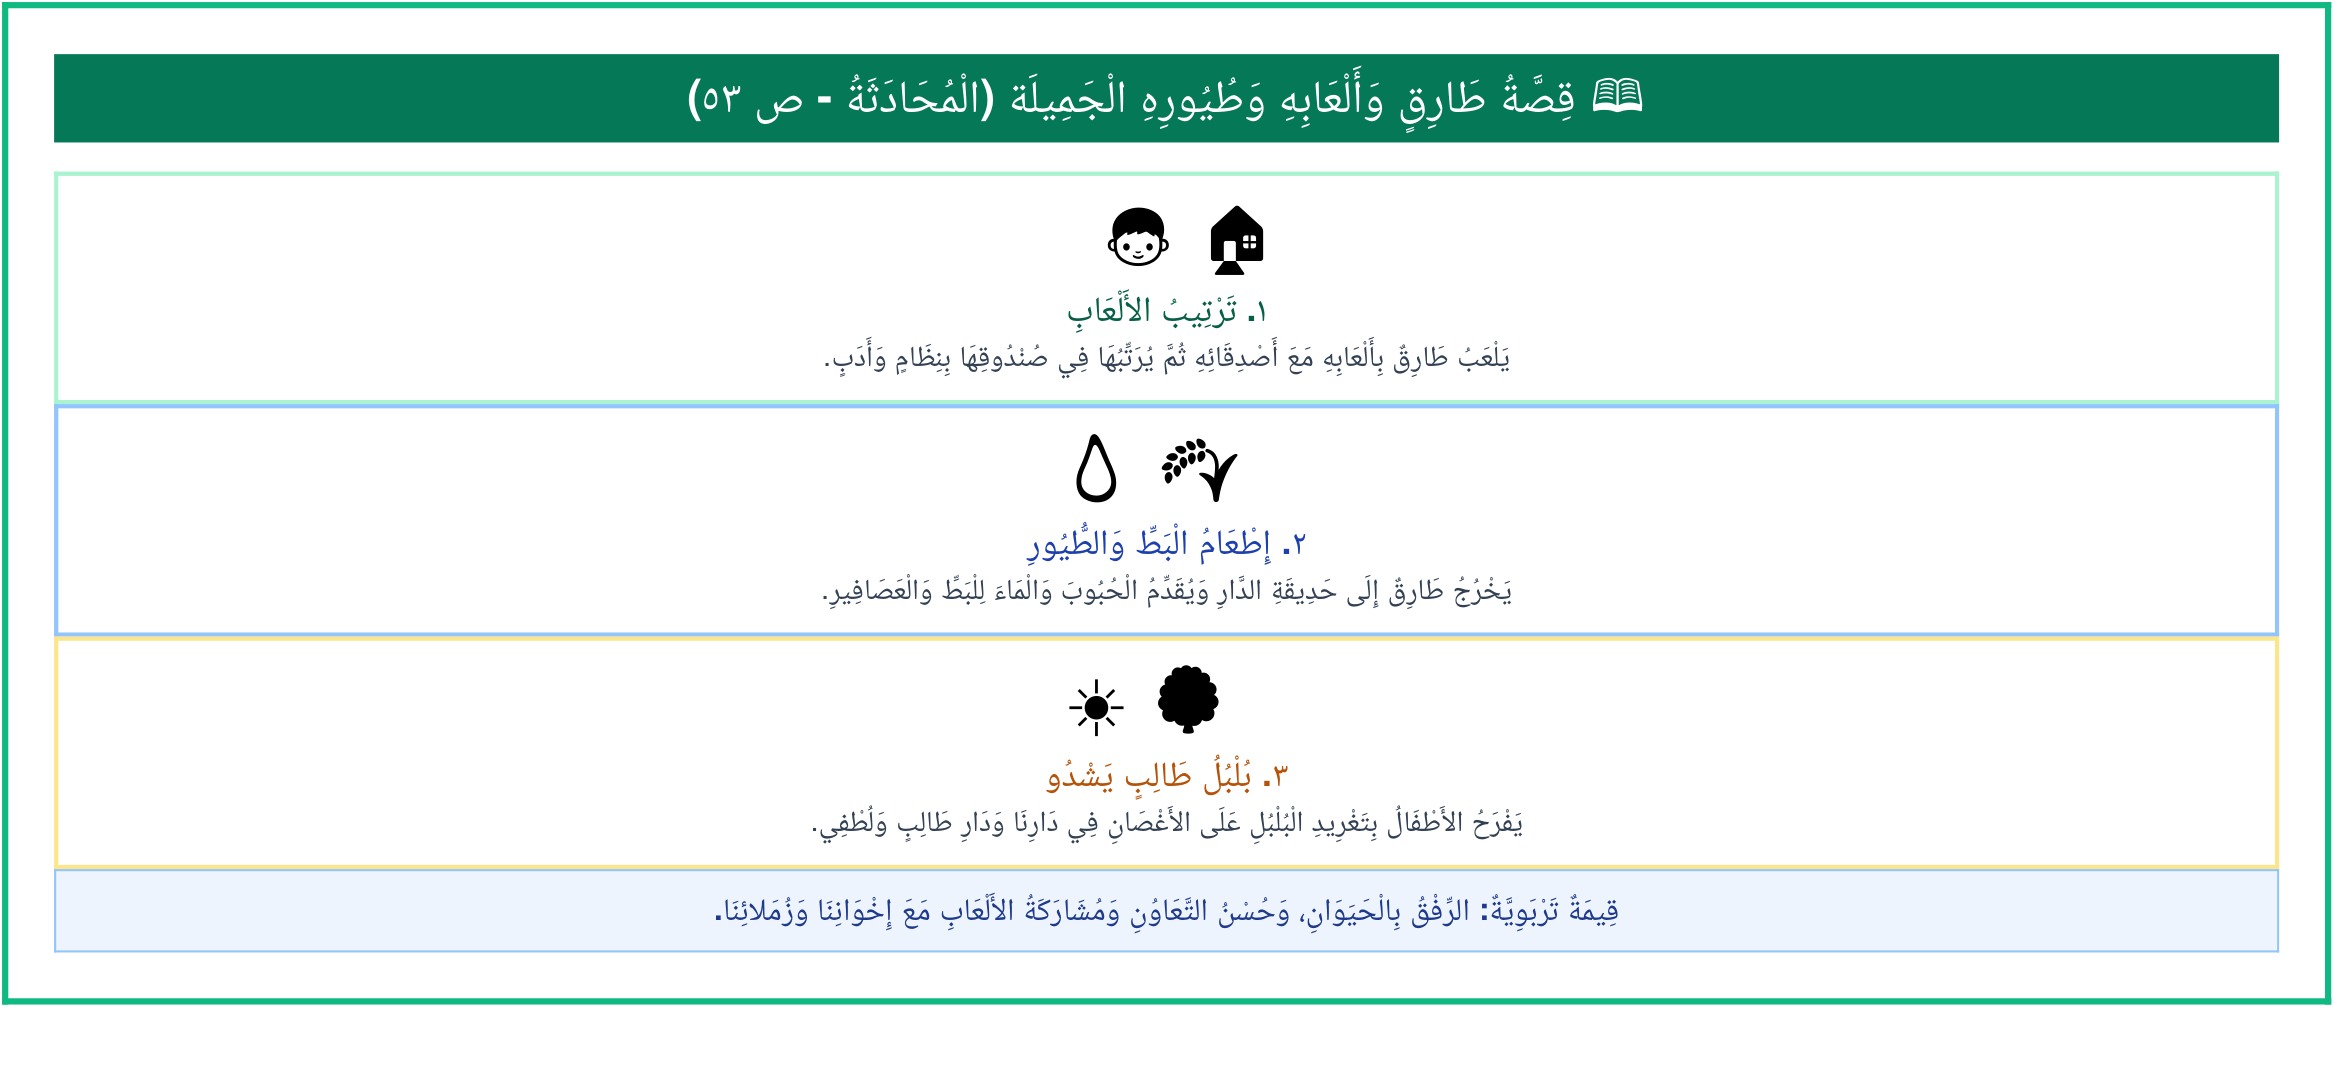 📖 قِصَّةُ طَارِقٍ وَأَلْعَابِهِ وَطُيُورِهِ الْجَمِيلَة (الْمُحَادَثَةُ - ص ٥٣)
١. تَرْتِيبُ الأَلْعَابِ
يَلْعَبُ طَارِقٌ بِأَلْعَابِهِ مَعَ أَصْدِقَائِهِ ثُمَّ يُرَتِّبُهَا فِي صُنْدُوقِهَا بِنِظَامٍ وَأَدَبٍ.
٢. إِطْعَامُ الْبَطِّ وَالطُّيُورِ
يَخْرُجُ طَارِقٌ إِلَى حَدِيقَةِ الدَّارِ وَيُقَدِّمُ الْحُبُوبَ وَالْمَاءَ لِلْبَطِّ وَالْعَصَافِيرِ.
٣. بُلْبُلُ طَالِبٍ يَشْدُو
يَفْرَحُ الأَطْفَالُ بِتَغْرِيدِ الْبُلْبُلِ عَلَى الأَغْصَانِ فِي دَارِنَا وَدَارِ طَالِبٍ وَلُطْفِي.
قِيمَةٌ تَرْبَوِيَّةٌ: الرِّفْقُ بِالْحَيَوَانِ، وَحُسْنُ التَّعَاوُنِ وَمُشَارَكَةُ الأَلْعَابِ مَعَ إِخْوَانِنَا وَزُمَلائِنَا.